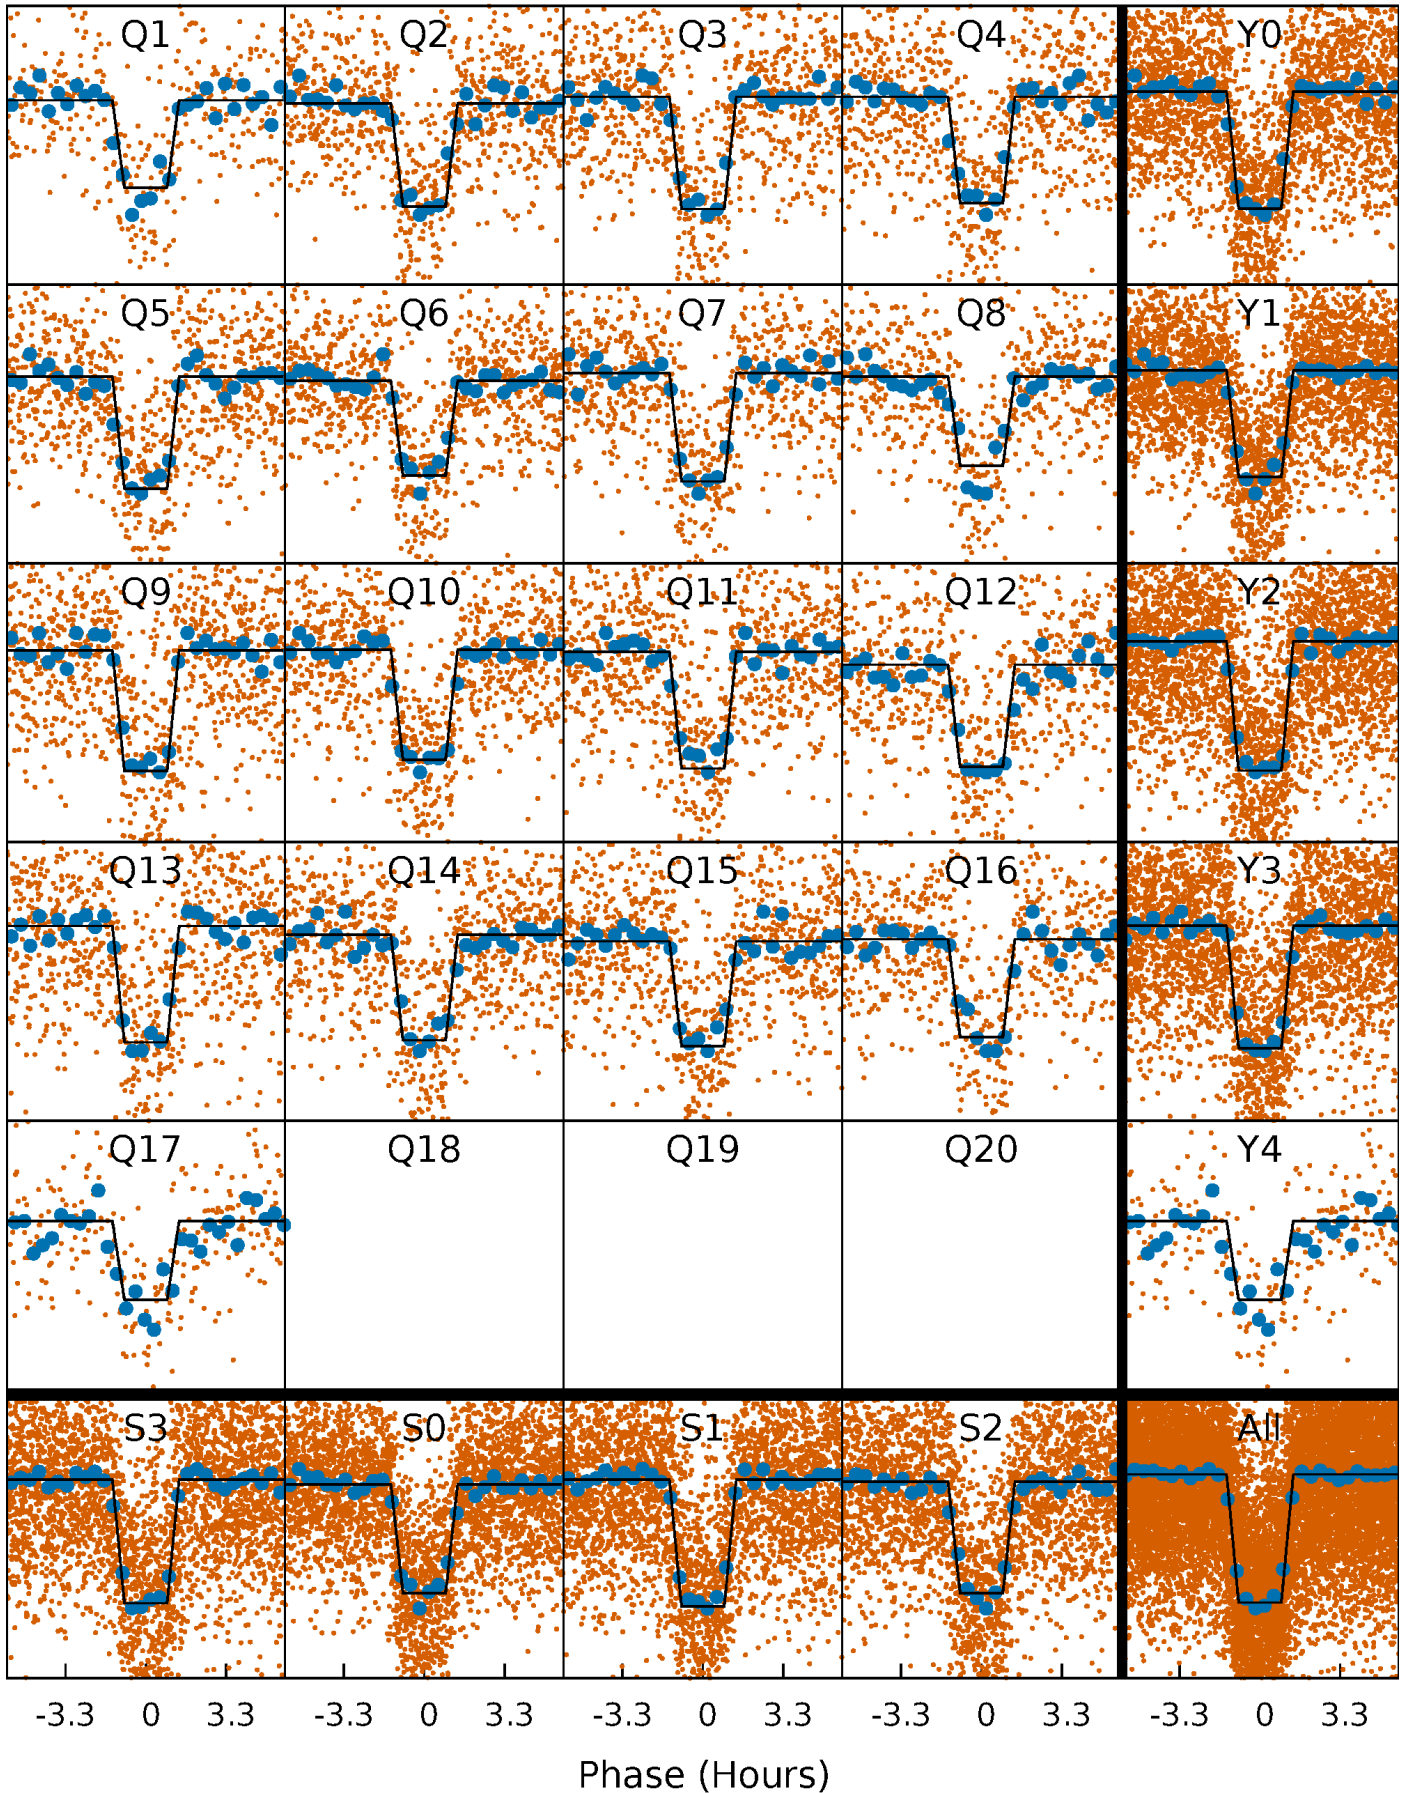 Q1 Q2 Q3 Q4 Y0
Q5 Q6 Q7 Q8 Y1
Q9 Q10 Q11 Q12 Y2
Q13 Q14 Q15 Q16 Y3
Q17 Q18 Q19 Q20 Y4
S3 S0 S1 S2 All
-3.3 0 3.3 -3.3 0 3.3 -3.3 0 3.3 -3.3 0 3.3 -3.3 0 3.3
Phase (Hours)